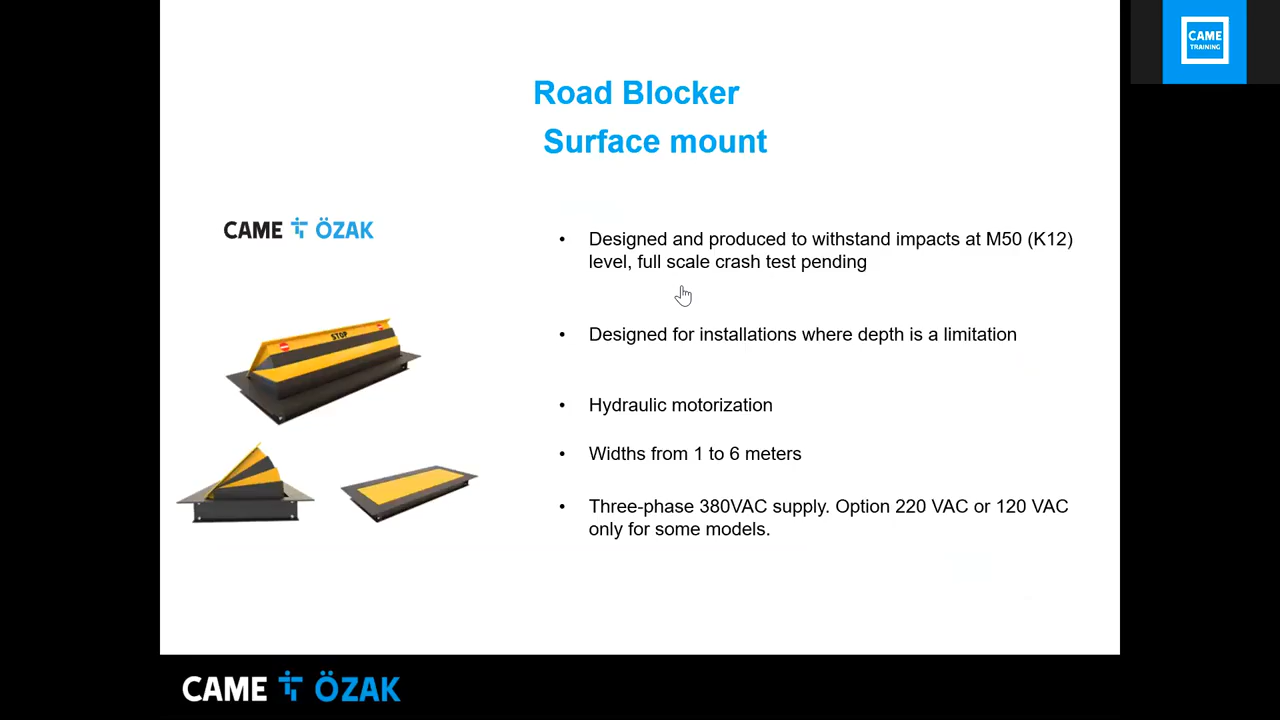 CAME
TRAINING
Road Blocker
Surface mount
CAME ÖZAK
• Designed and produced to withstand impacts at M50 (K12)
level, full scale crash test pending
STOP
• Designed for installations where depth is a limitation
• Hydraulic motorization
• Widths from 1 to 6 meters
• Three-phase 380VAC supply. Option 220 VAC or 120 VAC
only for some models.
CAME ÖZAK